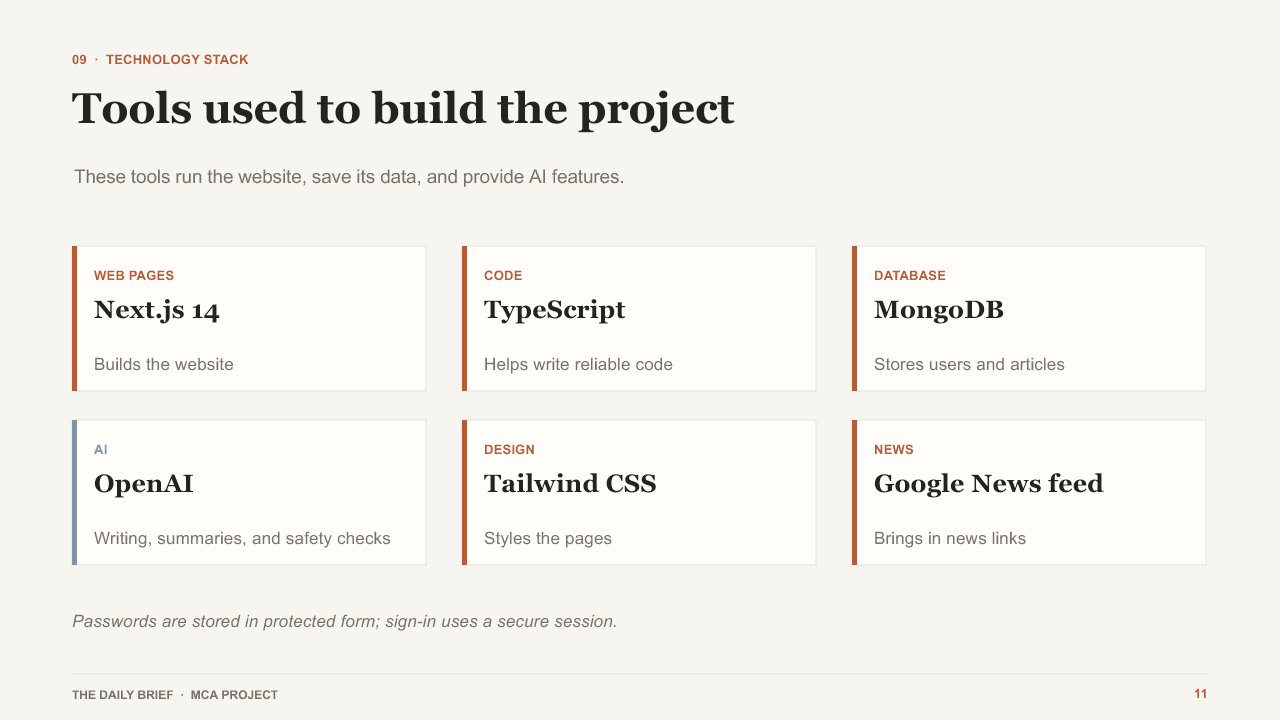 09 · TECHNOLOGY STACK
Tools used to build the project
These tools run the website, save its data, and provide AI features.
WEB PAGES
Next.js 14
Builds the website
CODE
TypeScript
Helps write reliable code
DATABASE
MongoDB
Stores users and articles
AI
OpenAI
Writing, summaries, and safety checks
DESIGN
Tailwind CSS
Styles the pages
NEWS
Google News feed
Brings in news links
Passwords are stored in protected form; sign-in uses a secure session.
THE DAILY BRIEF · MCA PROJECT
11